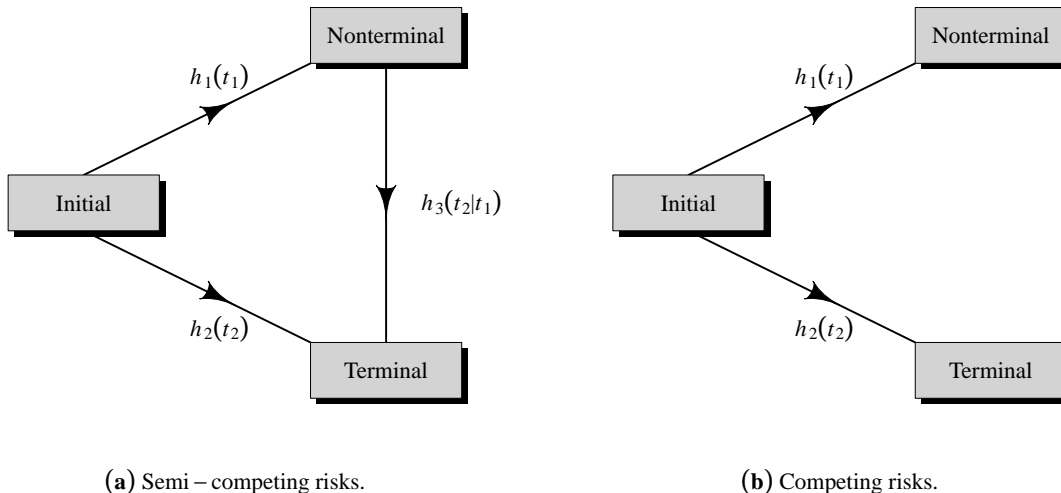 Nonterminal
h1(t1)
Initial
h3(t2|t1)
h2(t2)
Terminal
(a) Semi – competing risks.
Nonterminal
h1(t1)
Initial
h2(t2)
Terminal
(b) Competing risks.